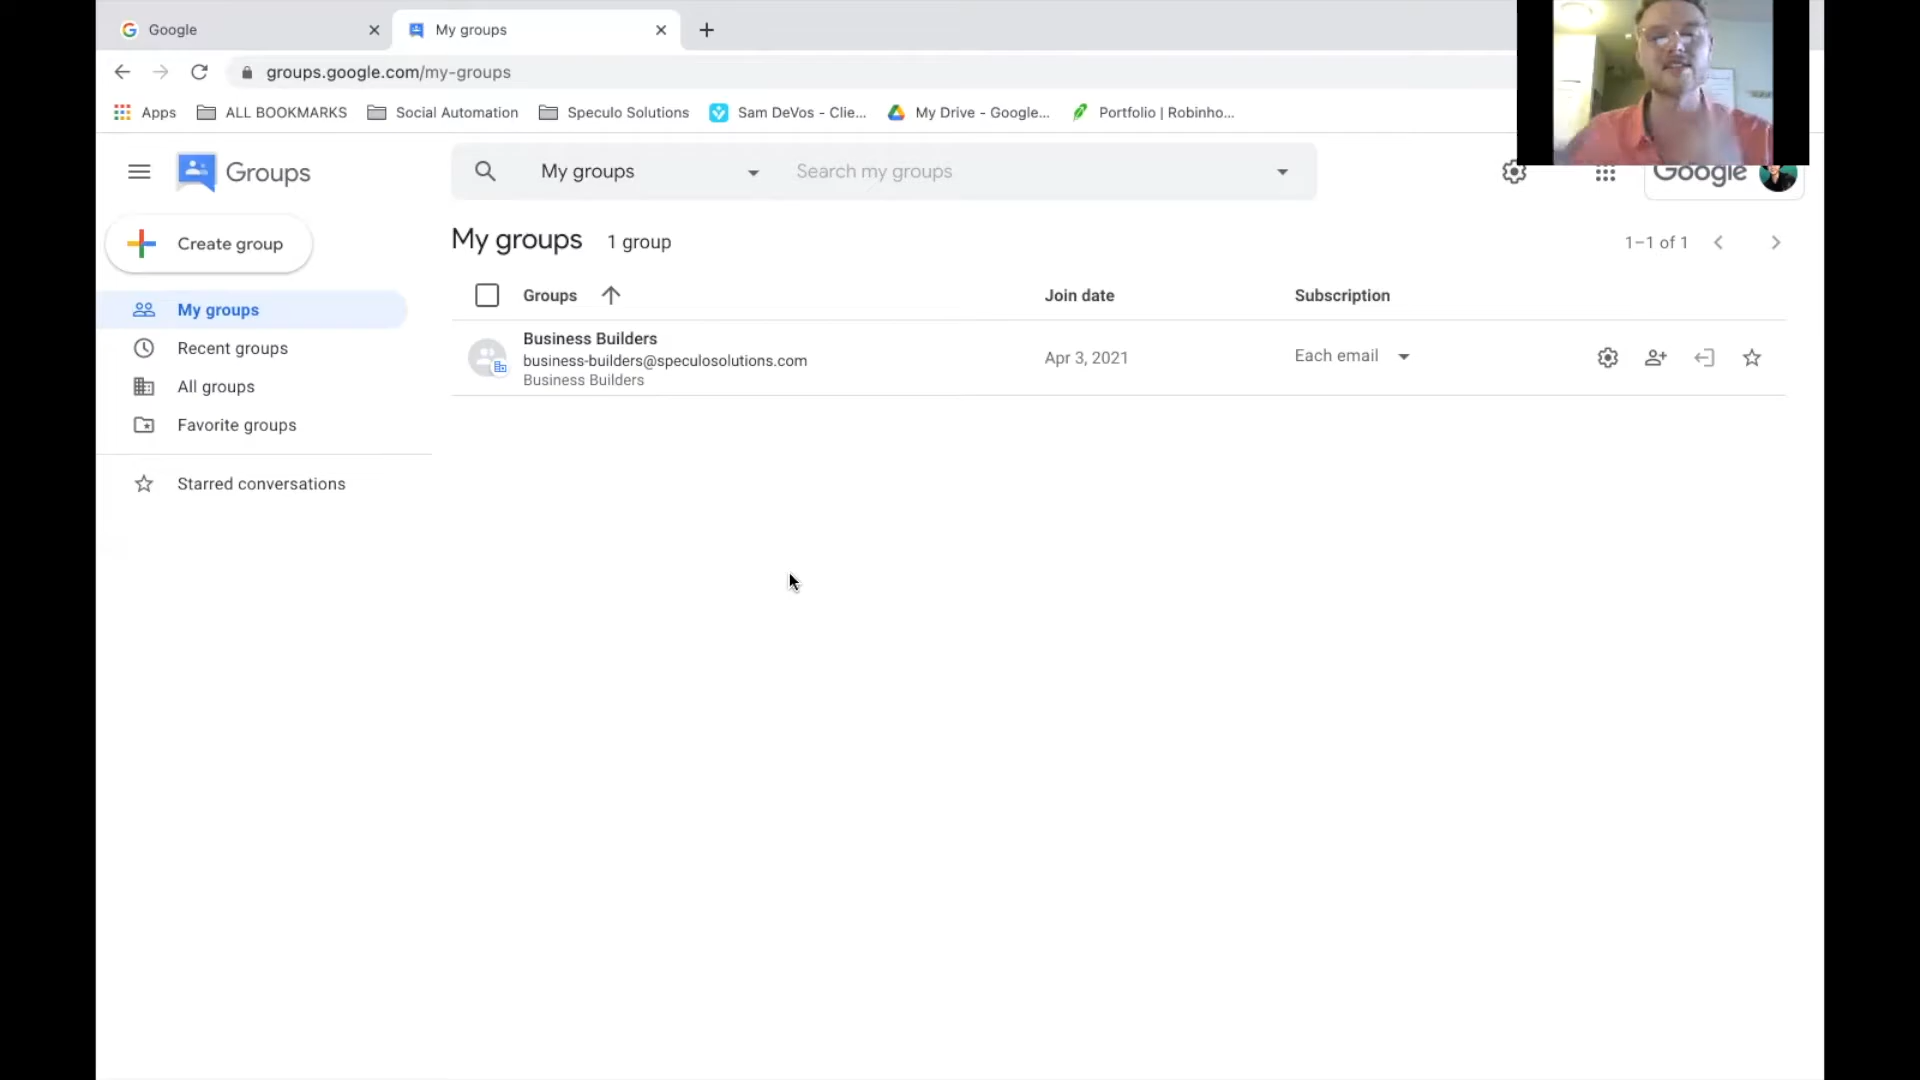 Google
My groups
groups.google.com/my-groups
Apps
ALL BOOKMARKS
Social Automation
Speculo Solutions
Sam DeVos - Clie...
My Drive - Google...
Portfolio | Robinho...
Groups
My groups
Search my groups
Google
Create group
My groups
Recent groups
All groups
Favorite groups
Starred conversations
My groups 1 group
1–1 of 1
Groups
Join date
Subscription
Business Builders
business-builders@speculosolutions.com
Business Builders
Apr 3, 2021
Each email